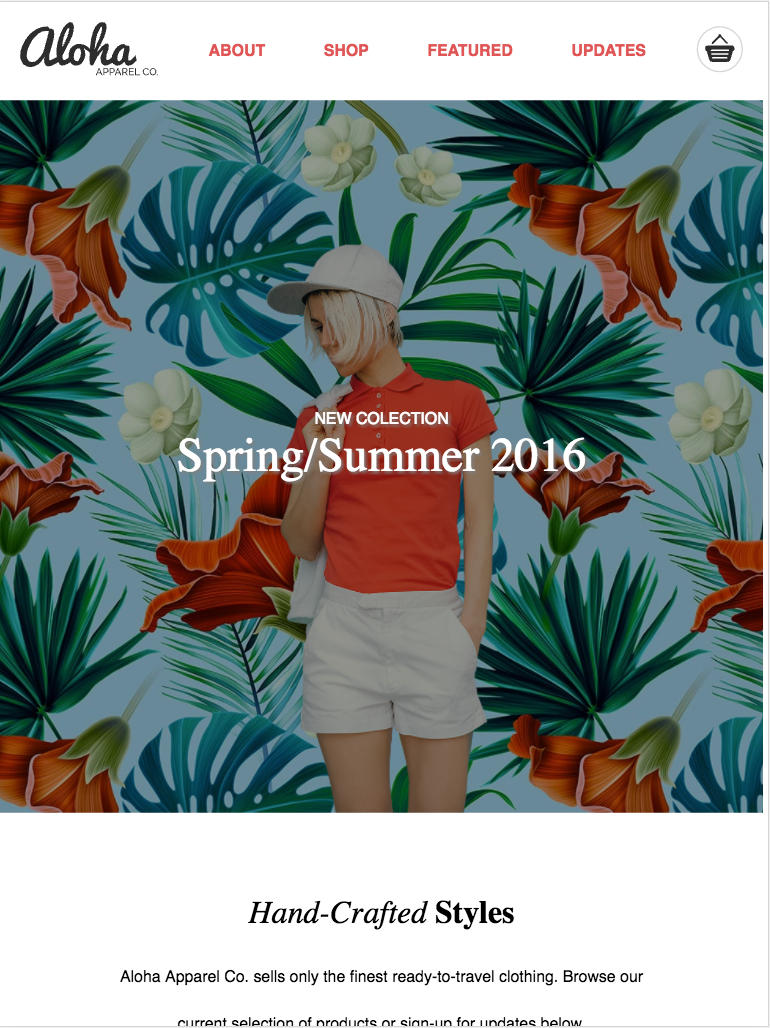 Aloha
APPAREL CO.
ABOUT SHOP FEATURED UPDATES
NEW COLECTION
Spring/Summer 2016
Hand-Crafted Styles
Aloha Apparel Co. sells only the finest ready-to-travel clothing. Browse our
current selection of products or sign-up for updates below.